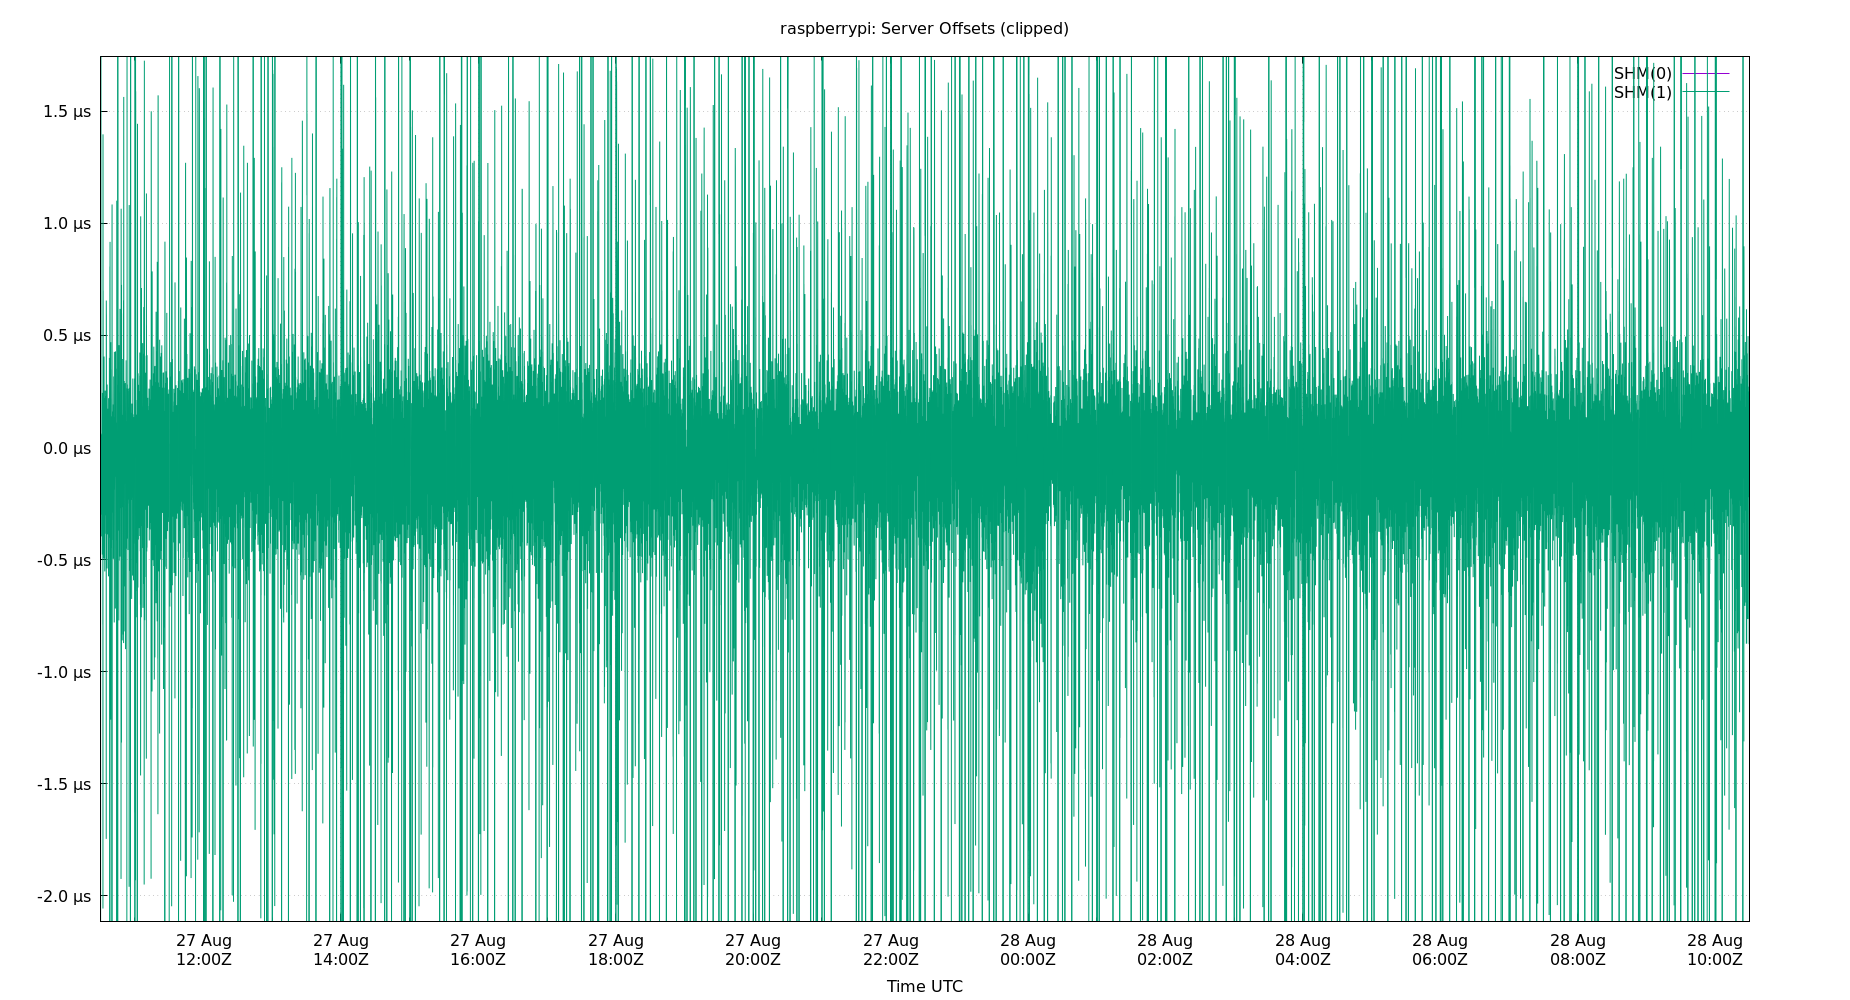 raspberrypi: Server Offsets (clipped)
SHM(0)
SHM(1)
1.5 µs
1.0 µs
0.5 µs
0.0 µs
-0.5 µs
-1.0 µs
-1.5 µs
-2.0 µs
27 Aug 27 Aug 27 Aug 27 Aug 27 Aug 27 Aug 28 Aug 28 Aug 28 Aug 28 Aug 28 Aug 28 Aug
12:00Z 14:00Z 16:00Z 18:00Z 20:00Z 22:00Z 00:00Z 02:00Z 04:00Z 06:00Z 08:00Z 10:00Z
Time UTC